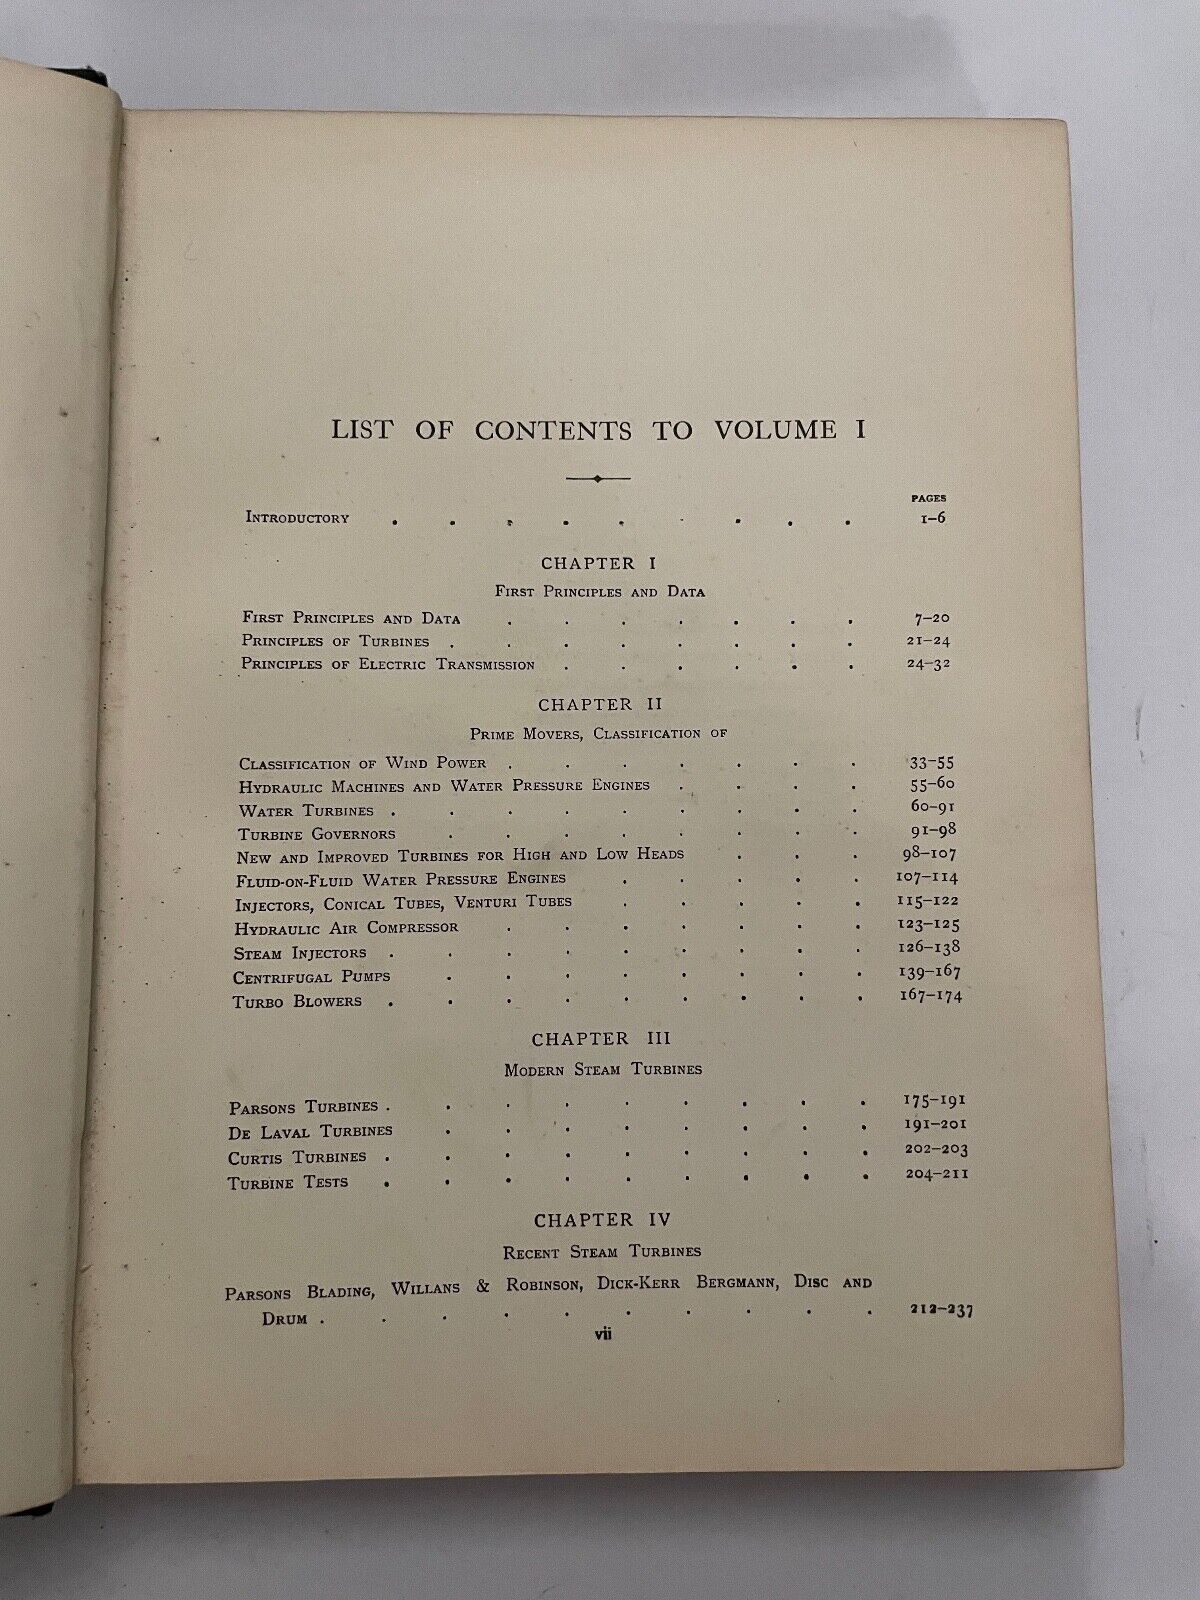 LIST OF CONTENTS TO VOLUME I
PAGES
INTRODUCTORY . . . . . . . . . 1–6
CHAPTER I
FIRST PRINCIPLES AND DATA
FIRST PRINCIPLES AND DATA . . . . . . . 7–20
PRINCIPLES OF TURBINES . . . . . . . . 21–24
PRINCIPLES OF ELECTRIC TRANSMISSION . . . . . . 24–32
CHAPTER II
PRIME MOVERS, CLASSIFICATION OF
CLASSIFICATION OF WIND POWER . . . . . . . 33–55
HYDRAULIC MACHINES AND WATER PRESSURE ENGINES . . . . 55–60
WATER TURBINES . . . . . . . . . 60–91
TURBINE GOVERNORS . . . . . . . . 91–98
NEW AND IMPROVED TURBINES FOR HIGH AND LOW HEADS . . . 98–107
FLUID-ON-FLUID WATER PRESSURE ENGINES . . . . . 107–114
INJECTORS, CONICAL TUBES, VENTURI TUBES . . . . . 115–122
HYDRAULIC AIR COMPRESSOR . . . . . . . 123–125
STEAM INJECTORS . . . . . . . . . 126–138
CENTRIFUGAL PUMPS . . . . . . . . 139–167
TURBO BLOWERS . . . . . . . . . 167–174
CHAPTER III
MODERN STEAM TURBINES
PARSONS TURBINES . . . . . . . . . 175–191
DE LAVAL TURBINES . . . . . . . . 191–201
CURTIS TURBINES . . . . . . . . . 202–203
TURBINE TESTS . . . . . . . . . 204–211
CHAPTER IV
RECENT STEAM TURBINES
PARSONS BLADING, WILLANS & ROBINSON, DICK-KERR BERGMANN, DISC AND
DRUM . . . . . . . . . . 212–237
vii